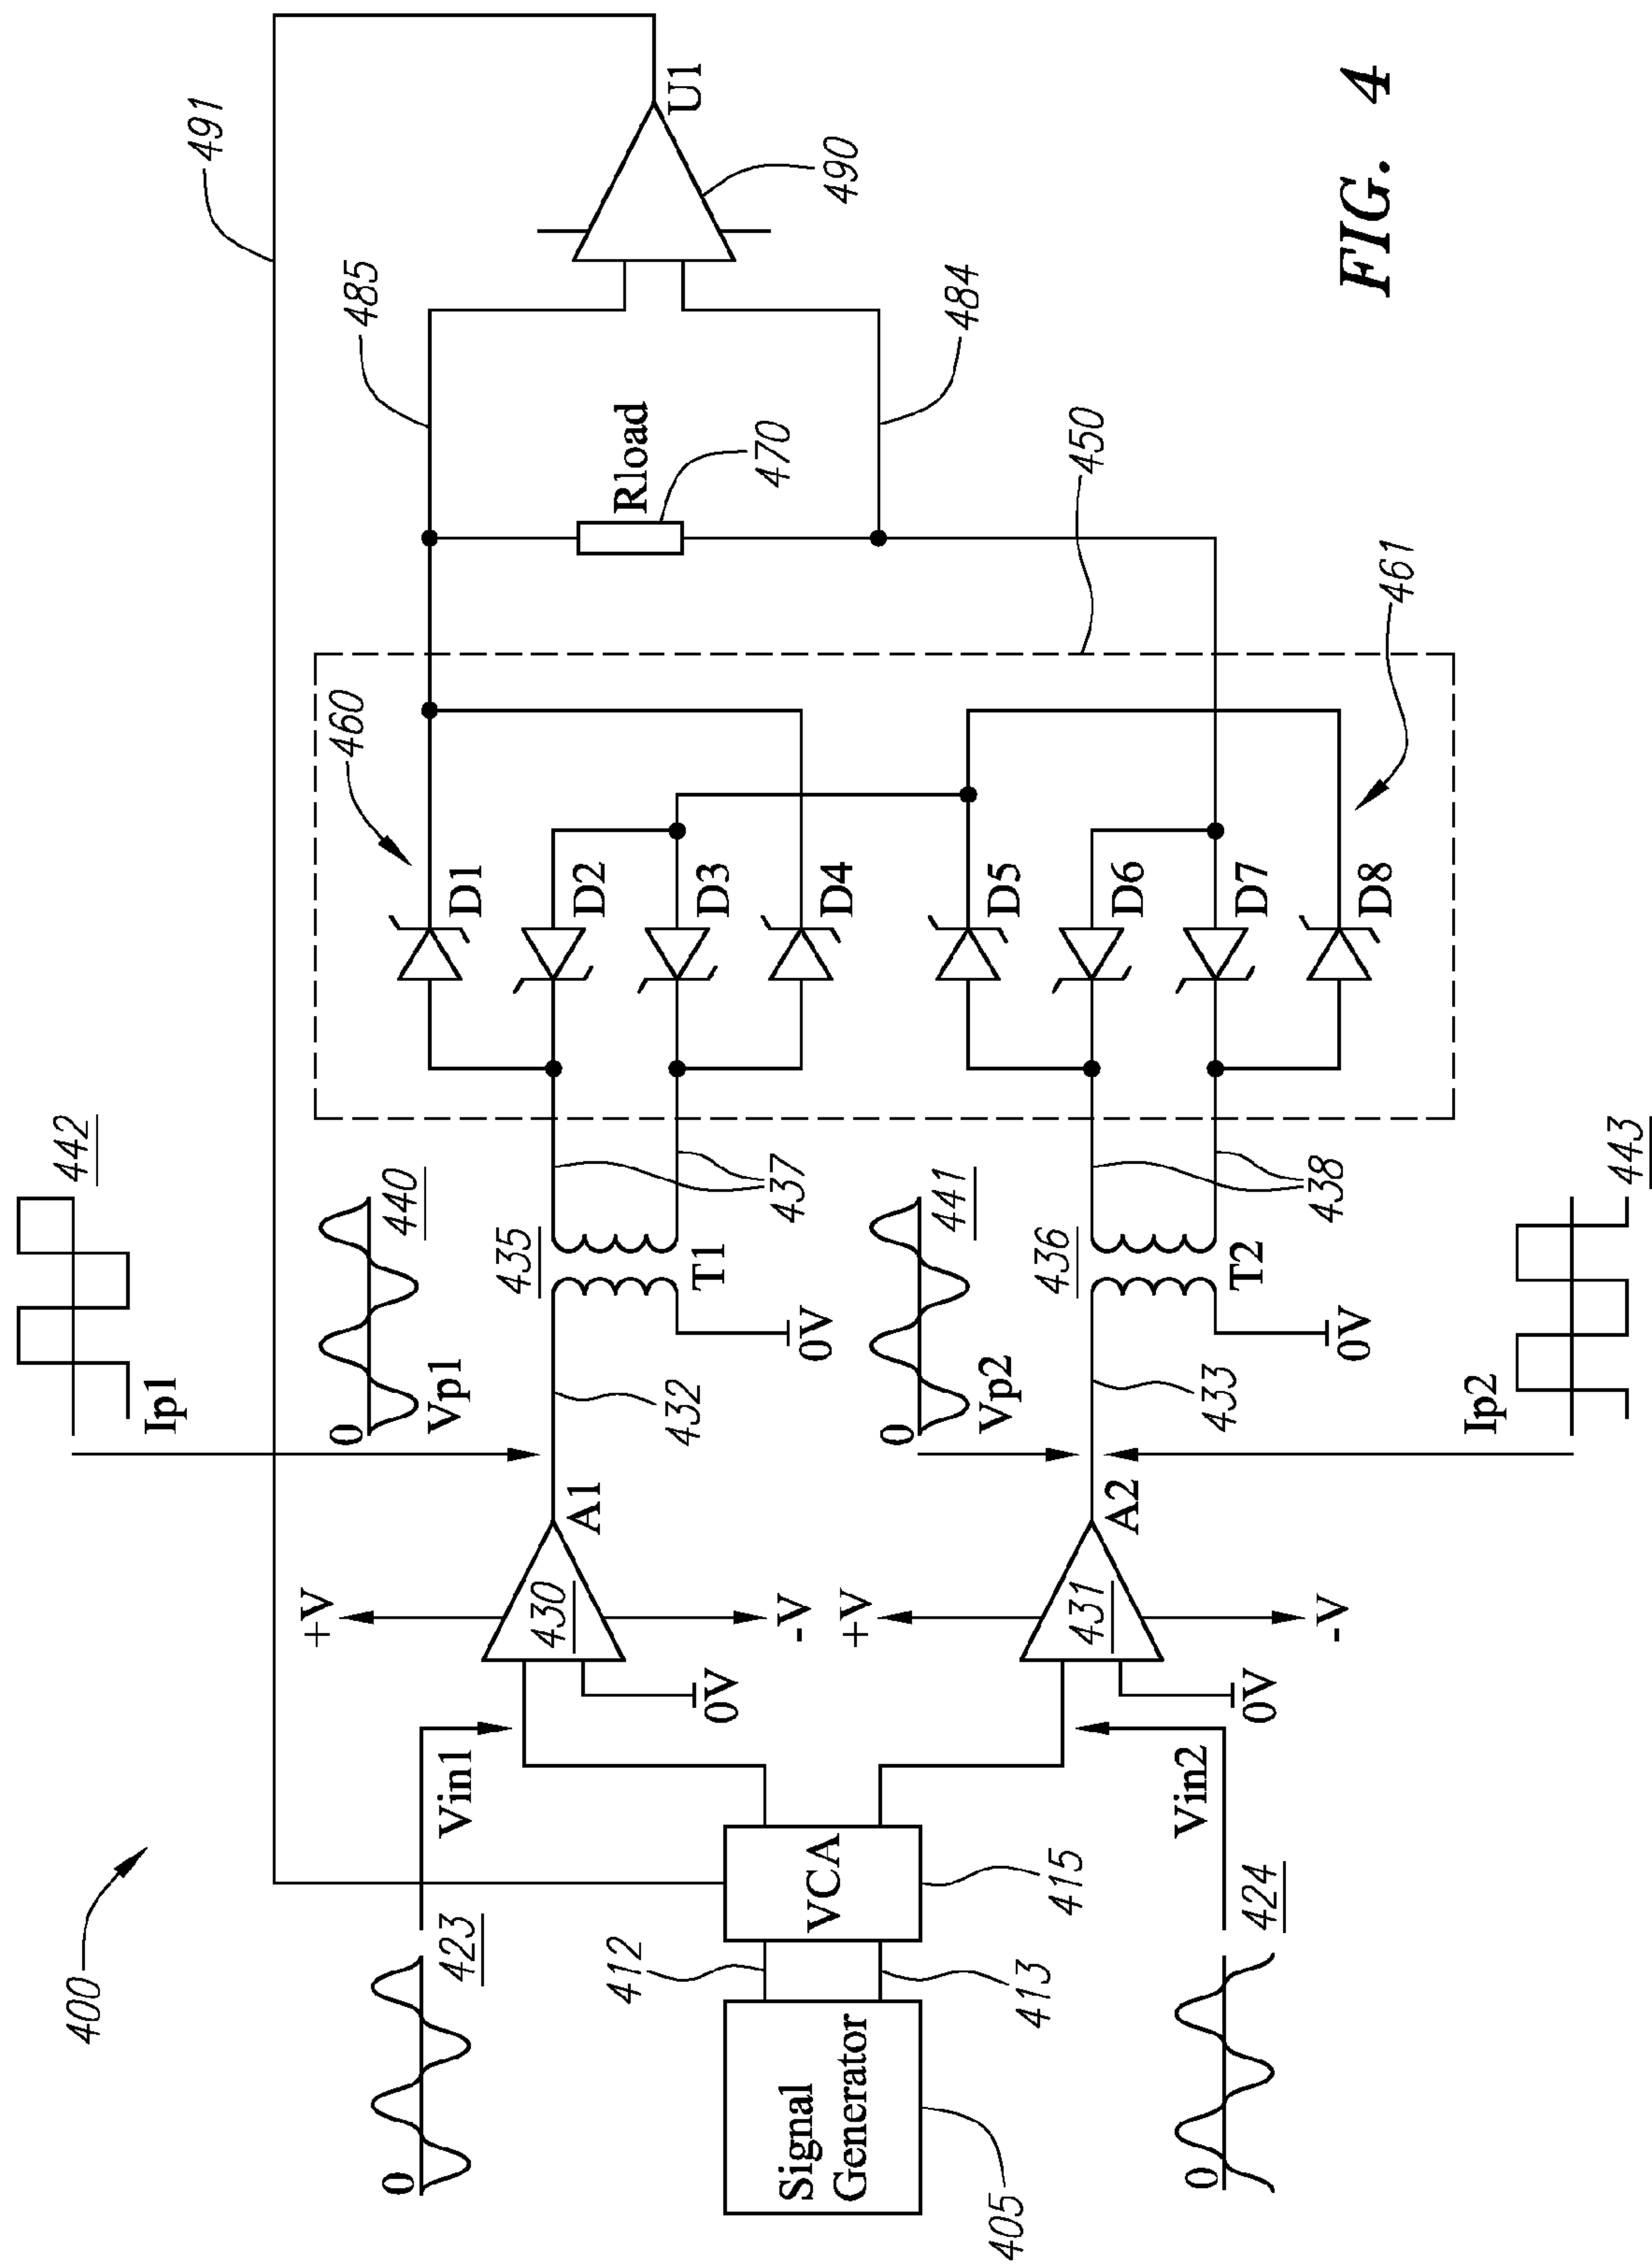 400
491
442
Ip1
0
Vp1
440
423
0
Vin1
+V
430
-V
0V
A1
432
435
T1
0V
437
460
D1
D2
D3
D4
485
Rload
470
484
490
U1
Signal
Generator
405
412
413
VCA
415
450
0
Vp2
441
+V
431
-V
0V
A2
433
436
T2
0V
438
D5
D6
D7
D8
461
0
424
Vin2
Ip2
443
FIG. 4